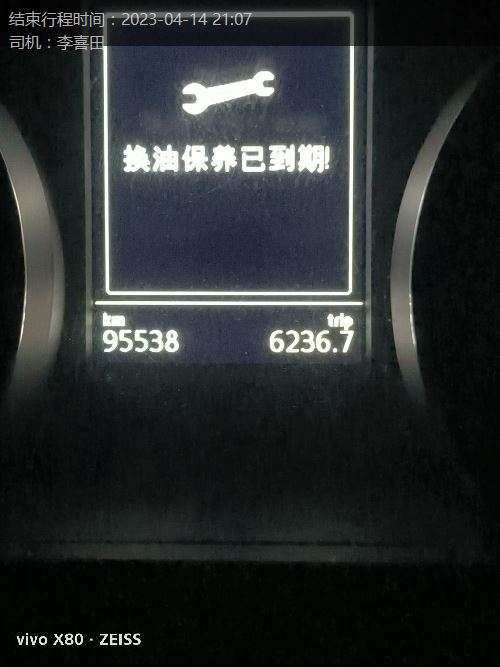 结束行程时间：2023-04-14 21:07
司机：李喜田
换油保养已到期!
km trip
95538 6236.7
vivo X80 · ZEISS